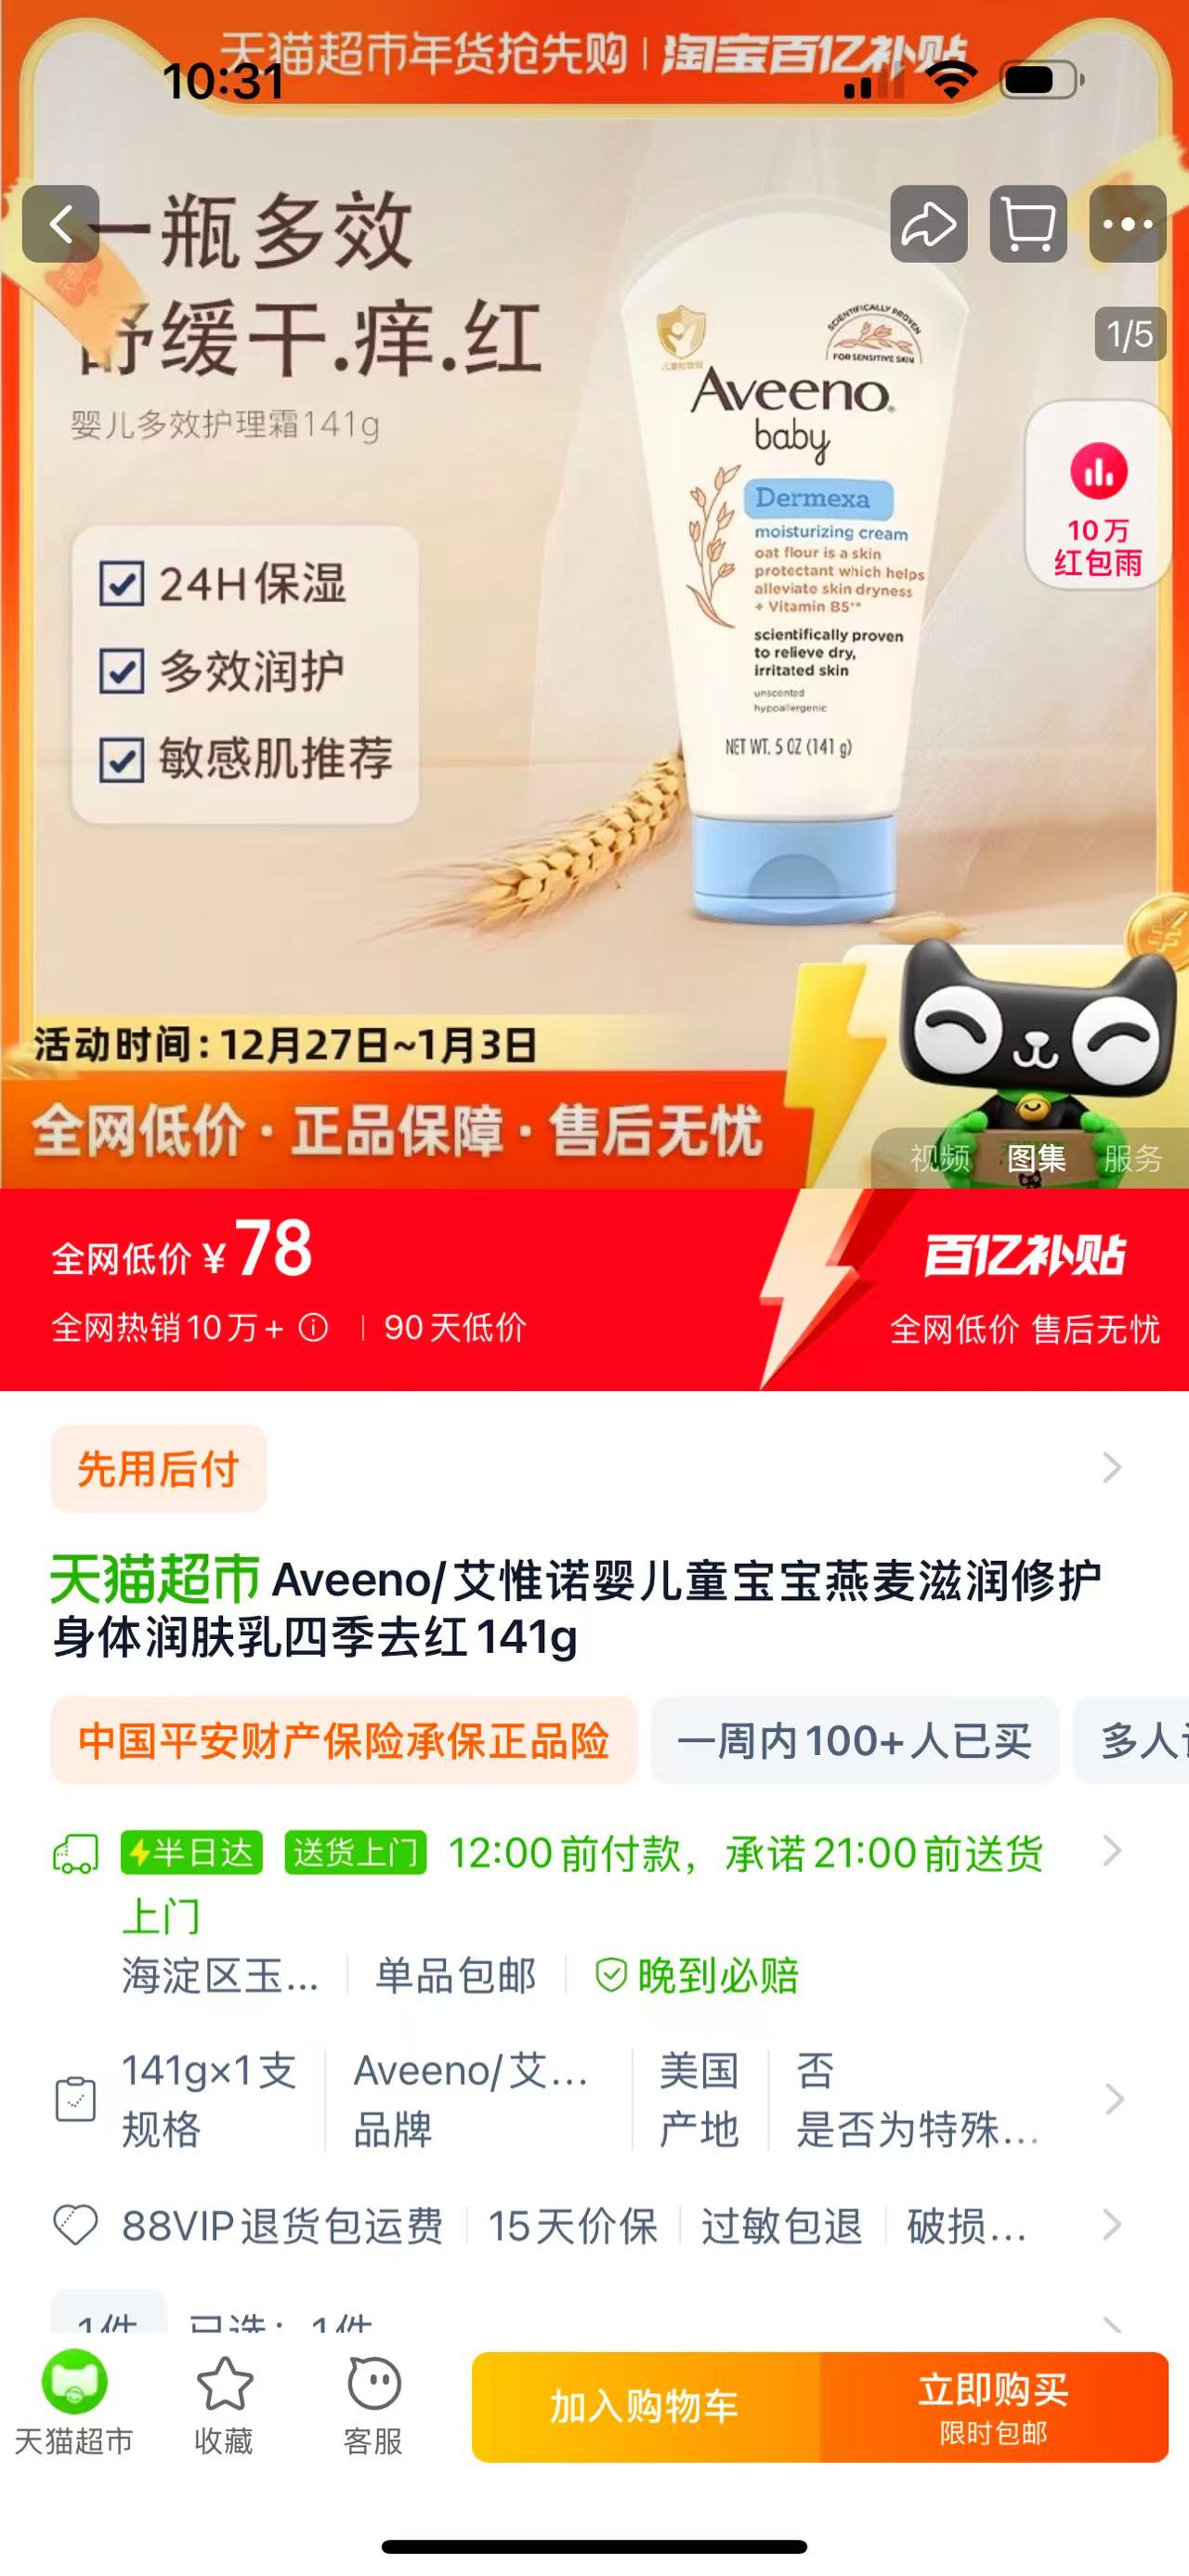 天猫超市年货抢先购 | 淘宝百亿补贴
10:31
一瓶多效
舒缓干.痒.红
1/5
婴儿多效护理霜141g
SCIENTIFICALLY PROVEN
FOR SENSITIVE SKIN
Aveeno®
baby
Dermexa
moisturizing cream
oat flour is a skin
protectant which helps
alleviate skin dryness
+ Vitamin B5**
scientifically proven
to relieve dry,
irritated skin
unscented
hypoallergenic
NET WT. 5 OZ (141 g)
10万
红包雨
24H保湿
多效润护
敏感肌推荐
活动时间:12月27日~1月3日
全网低价·正品保障·售后无忧
视频 图集 服务
全网低价 ¥78
百亿补贴
全网热销10万+ | 90天低价
全网低价 售后无忧
先用后付
天猫超市 Aveeno/艾惟诺婴儿童宝宝燕麦滋润修护
身体润肤乳四季去红141g
中国平安财产保险承保正品险 一周内100+人已买 多人
半日达 送货上门 12:00前付款，承诺21:00前送货
上门
海淀区玉... 单品包邮 晚到必赔
141g×1支 Aveeno/艾... 美国 否
规格 品牌 产地 是否为特殊...
88VIP退货包运费 15天价保 过敏包退 破损...
1件 已选：1件
天猫超市 收藏 客服 加入购物车 立即购买
限时包邮